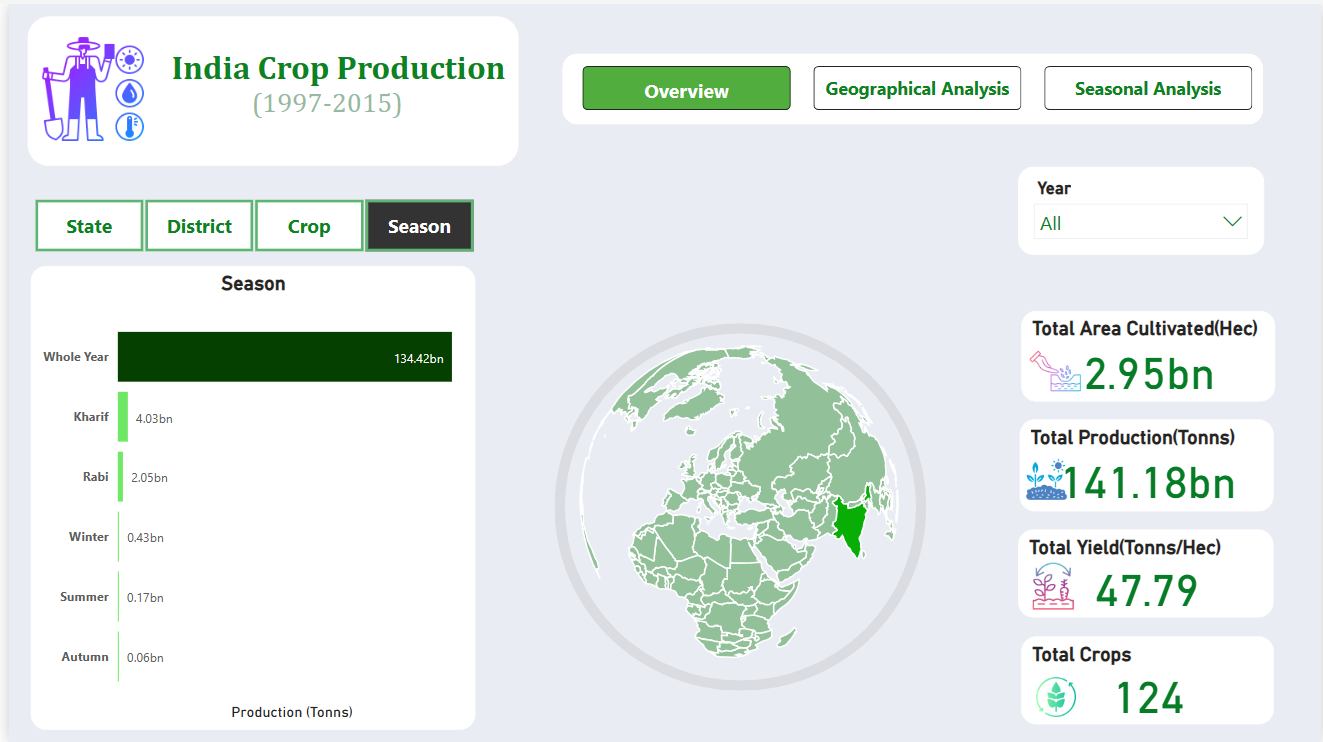 India Crop Production
(1997-2015)
Overview
Geographical Analysis
Seasonal Analysis
Year
All
State
District
Crop
Season
Season
Whole Year
134.42bn
Kharif
4.03bn
Rabi
2.05bn
Winter
0.43bn
Summer
0.17bn
Autumn
0.06bn
Production (Tonns)
Total Area Cultivated(Hec)
2.95bn
Total Production(Tonns)
141.18bn
Total Yield(Tonns/Hec)
47.79
Total Crops
124